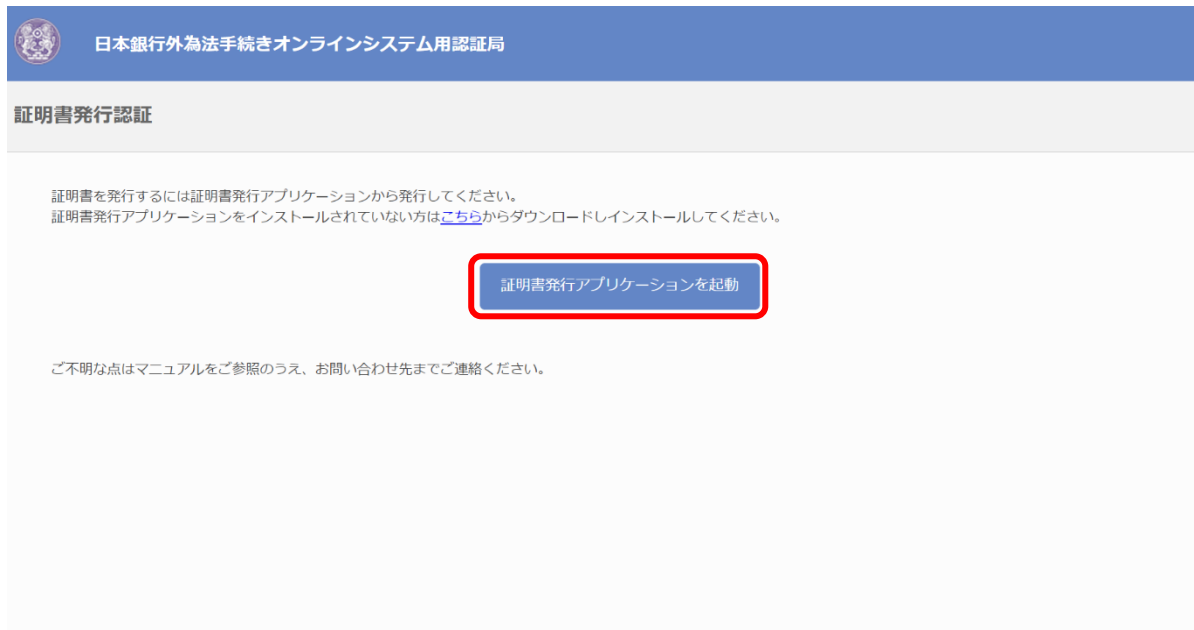 日本銀行外為法手続きオンラインシステム用認証局
証明書発行認証
証明書を発行するには証明書発行アプリケーションから発行してください。
証明書発行アプリケーションをインストールされていない方はこちらからダウンロードしインストールしてください。
証明書発行アプリケーションを起動
ご不明な点はマニュアルをご参照のうえ、お問い合わせ先までご連絡ください。